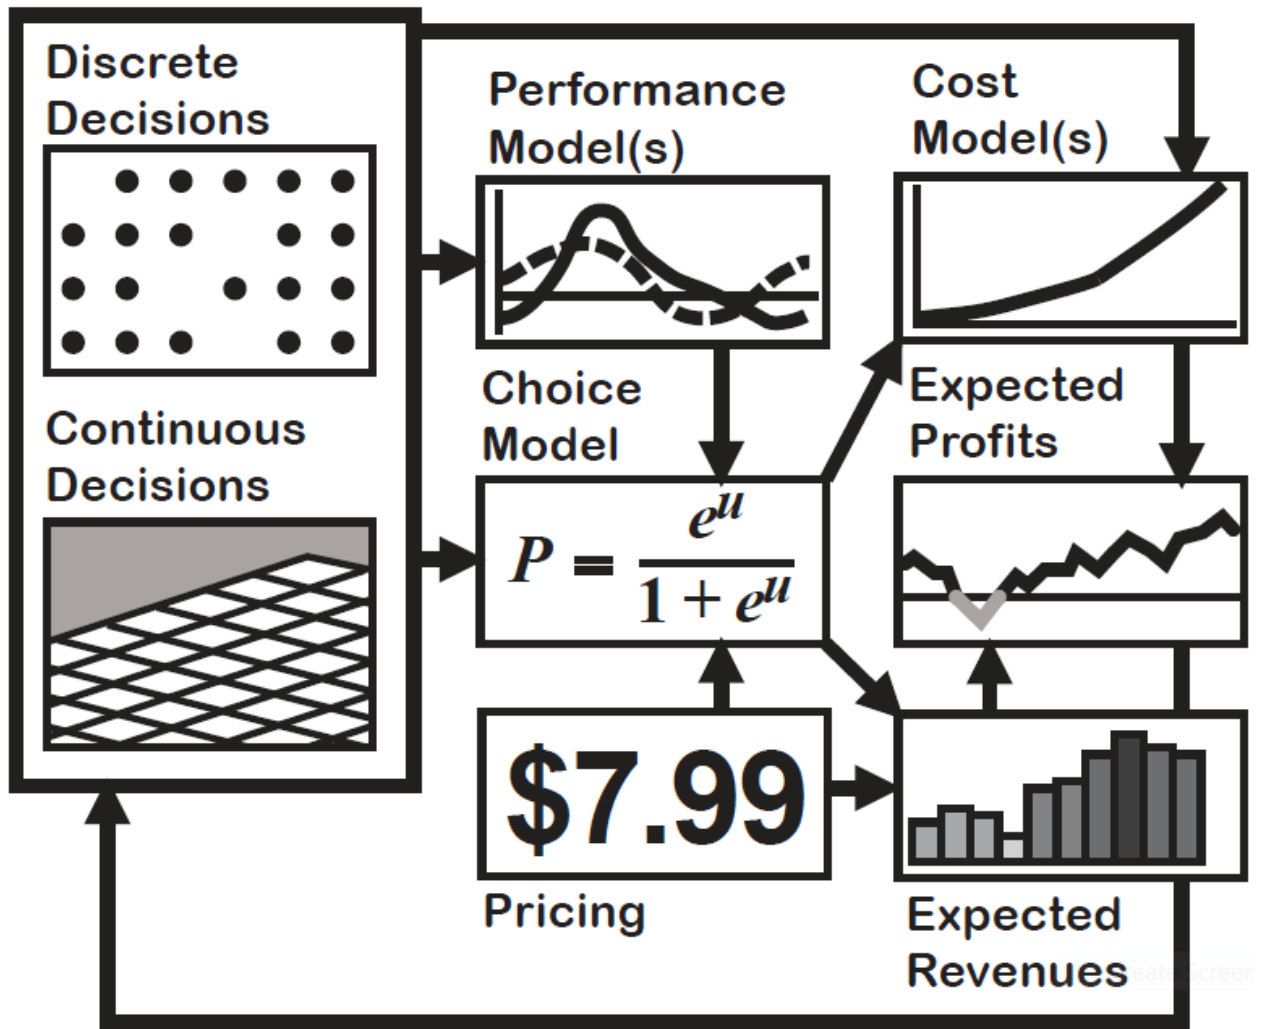 Discrete
Decisions
Continuous
Decisions
Performance
Model(s)
Choice
Model
P = e^u / 1 + e^u
$7.99
Pricing
Cost
Model(s)
Expected
Profits
Expected
Revenues